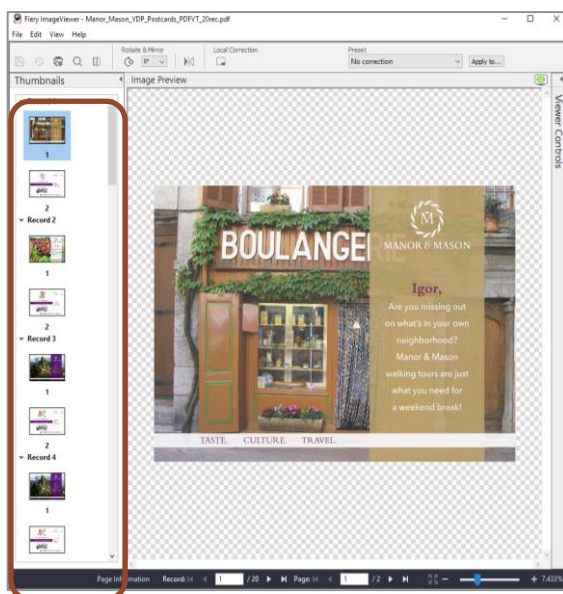 Fiery ImageViewer - Manor_Mason_VDP_Postcards_PDFVT_20rec.pdf
File Edit View Help
Rotate & Mirror
Local Correction
Preset
0°
No correction
Apply to...
Thumbnails
Image Preview
Viewer Controls
1
2
Record 2
1
2
Record 3
1
2
Record 4
1
BOULANGE
M
MANOR & MASON
Igor,
Are you missing out
on what's in your own
neighborhood?
Manor & Mason
walking tours are just
what you need for
a weekend break!
TASTE. CULTURE. TRAVEL.
Page Information Record: 1 / 20 Page: 1 / 2 7.433%